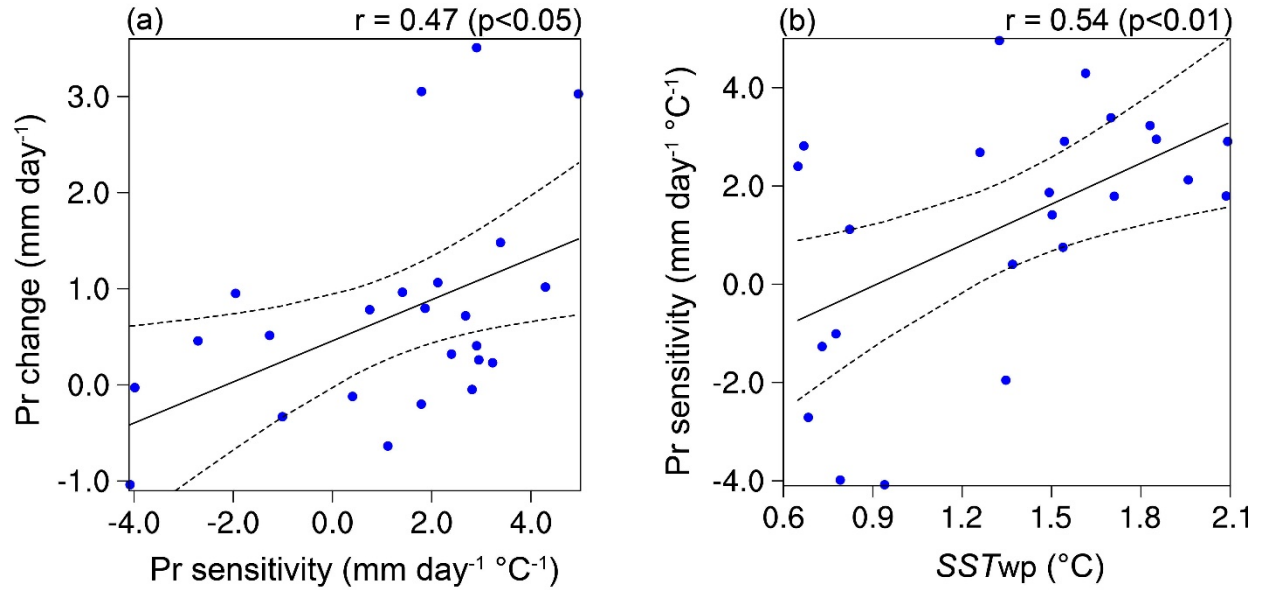 (a) r = 0.47 (p<0.05)
Pr change (mm day⁻¹)
3.0
2.0
1.0
0.0
-1.0
-4.0 -2.0 0.0 2.0 4.0
Pr sensitivity (mm day⁻¹ °C⁻¹)
(b) r = 0.54 (p<0.01)
Pr sensitivity (mm day⁻¹ °C⁻¹)
4.0
2.0
0.0
-2.0
-4.0
0.6 0.9 1.2 1.5 1.8 2.1
SSTwp (°C)